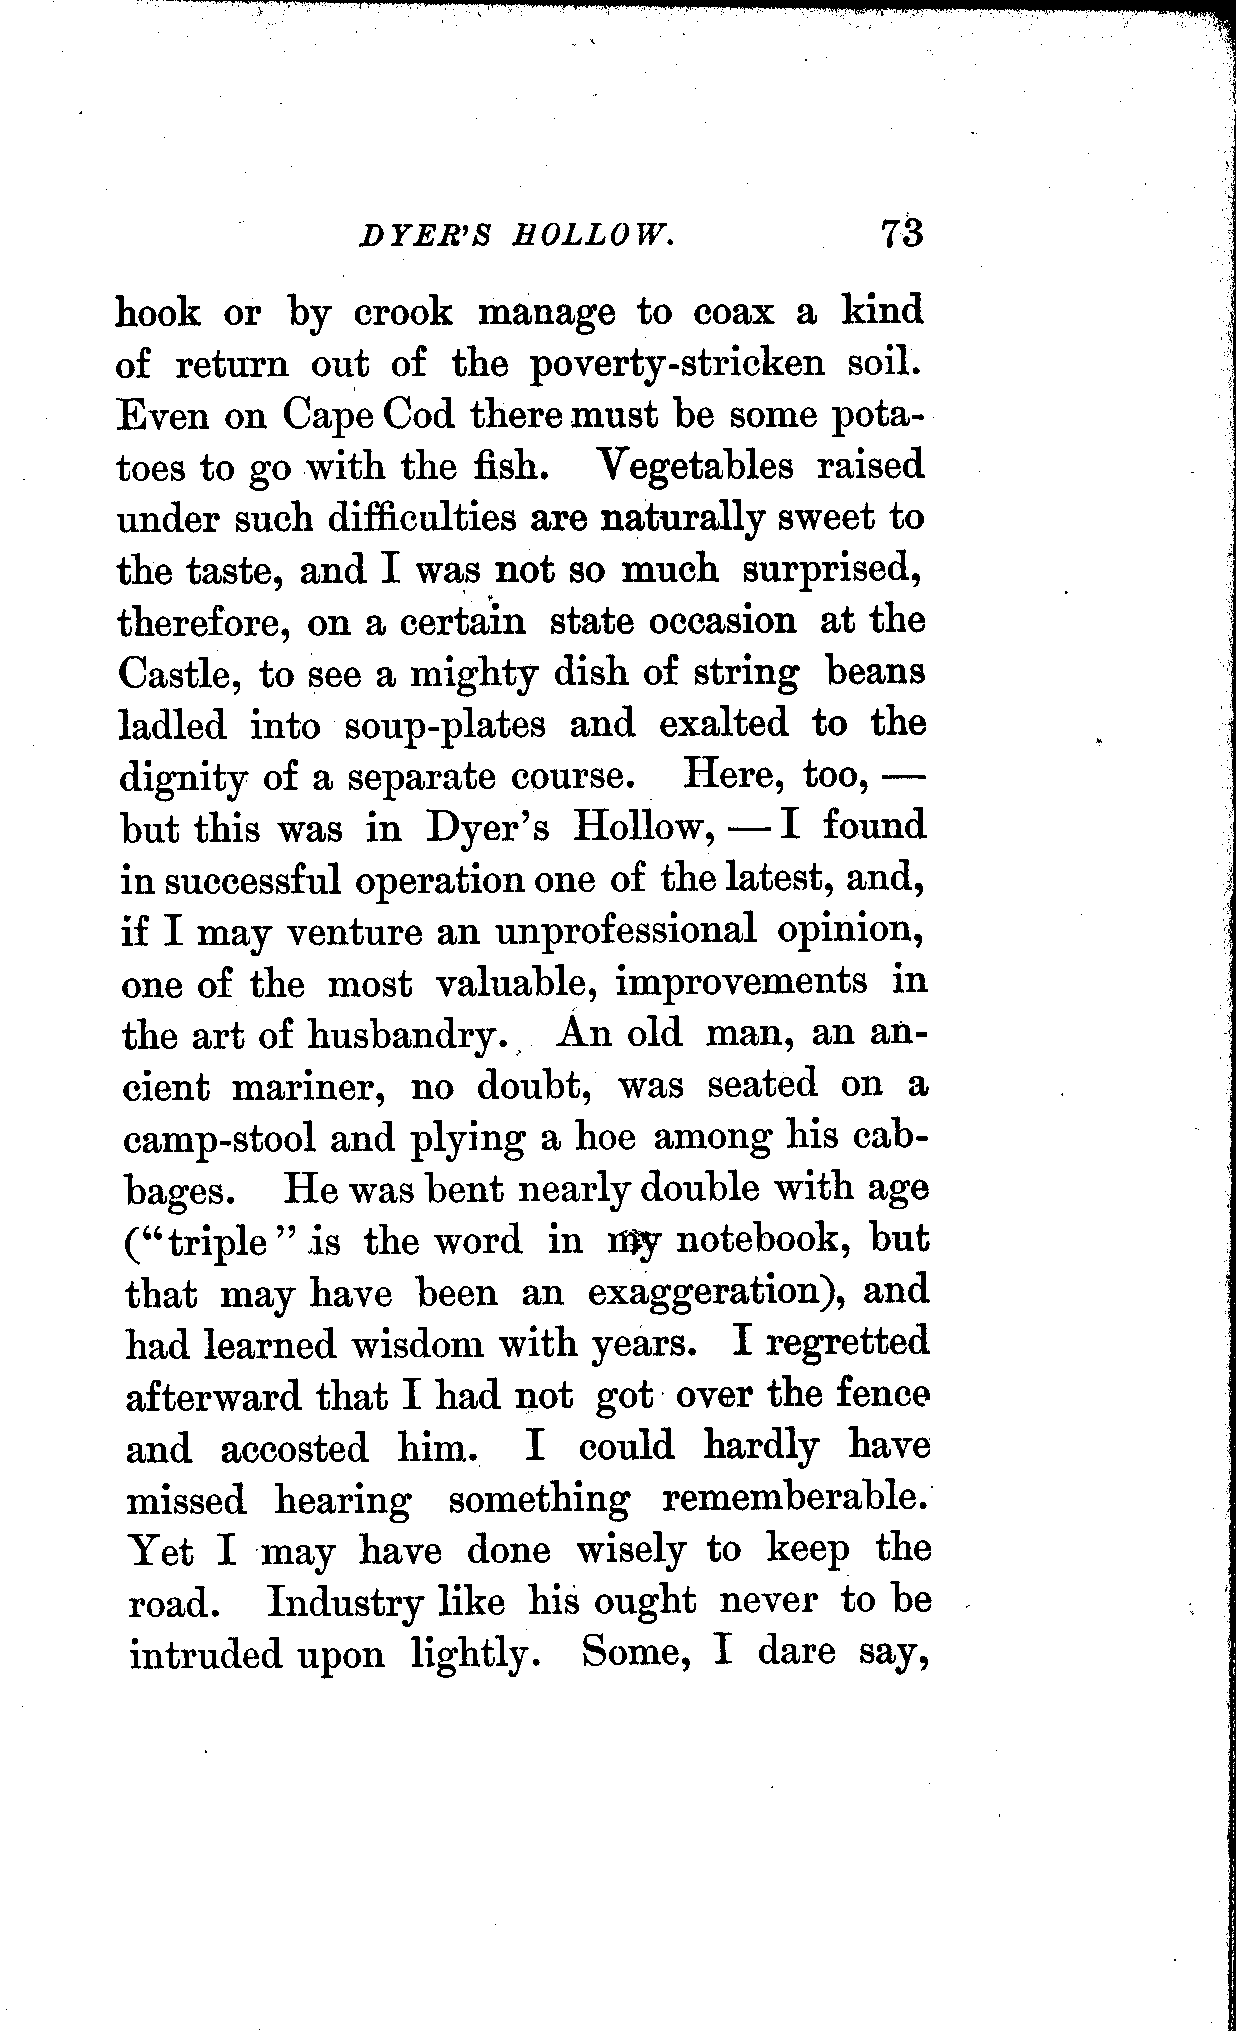 DYER'S HOLLOW. 73
hook or by crook manage to coax a kind
of return out of the poverty-stricken soil.
Even on Cape Cod there must be some pota-
toes to go with the fish. Vegetables raised
under such difficulties are naturally sweet to
the taste, and I was not so much surprised,
therefore, on a certain state occasion at the
Castle, to see a mighty dish of string beans
ladled into soup-plates and exalted to the
dignity of a separate course. Here, too, —
but this was in Dyer's Hollow, — I found
in successful operation one of the latest, and,
if I may venture an unprofessional opinion,
one of the most valuable, improvements in
the art of husbandry. An old man, an an-
cient mariner, no doubt, was seated on a
camp-stool and plying a hoe among his cab-
bages. He was bent nearly double with age
("triple" is the word in my notebook, but
that may have been an exaggeration), and
had learned wisdom with years. I regretted
afterward that I had not got over the fence
and accosted him. I could hardly have
missed hearing something rememberable.
Yet I may have done wisely to keep the
road. Industry like his ought never to be
intruded upon lightly. Some, I dare say,